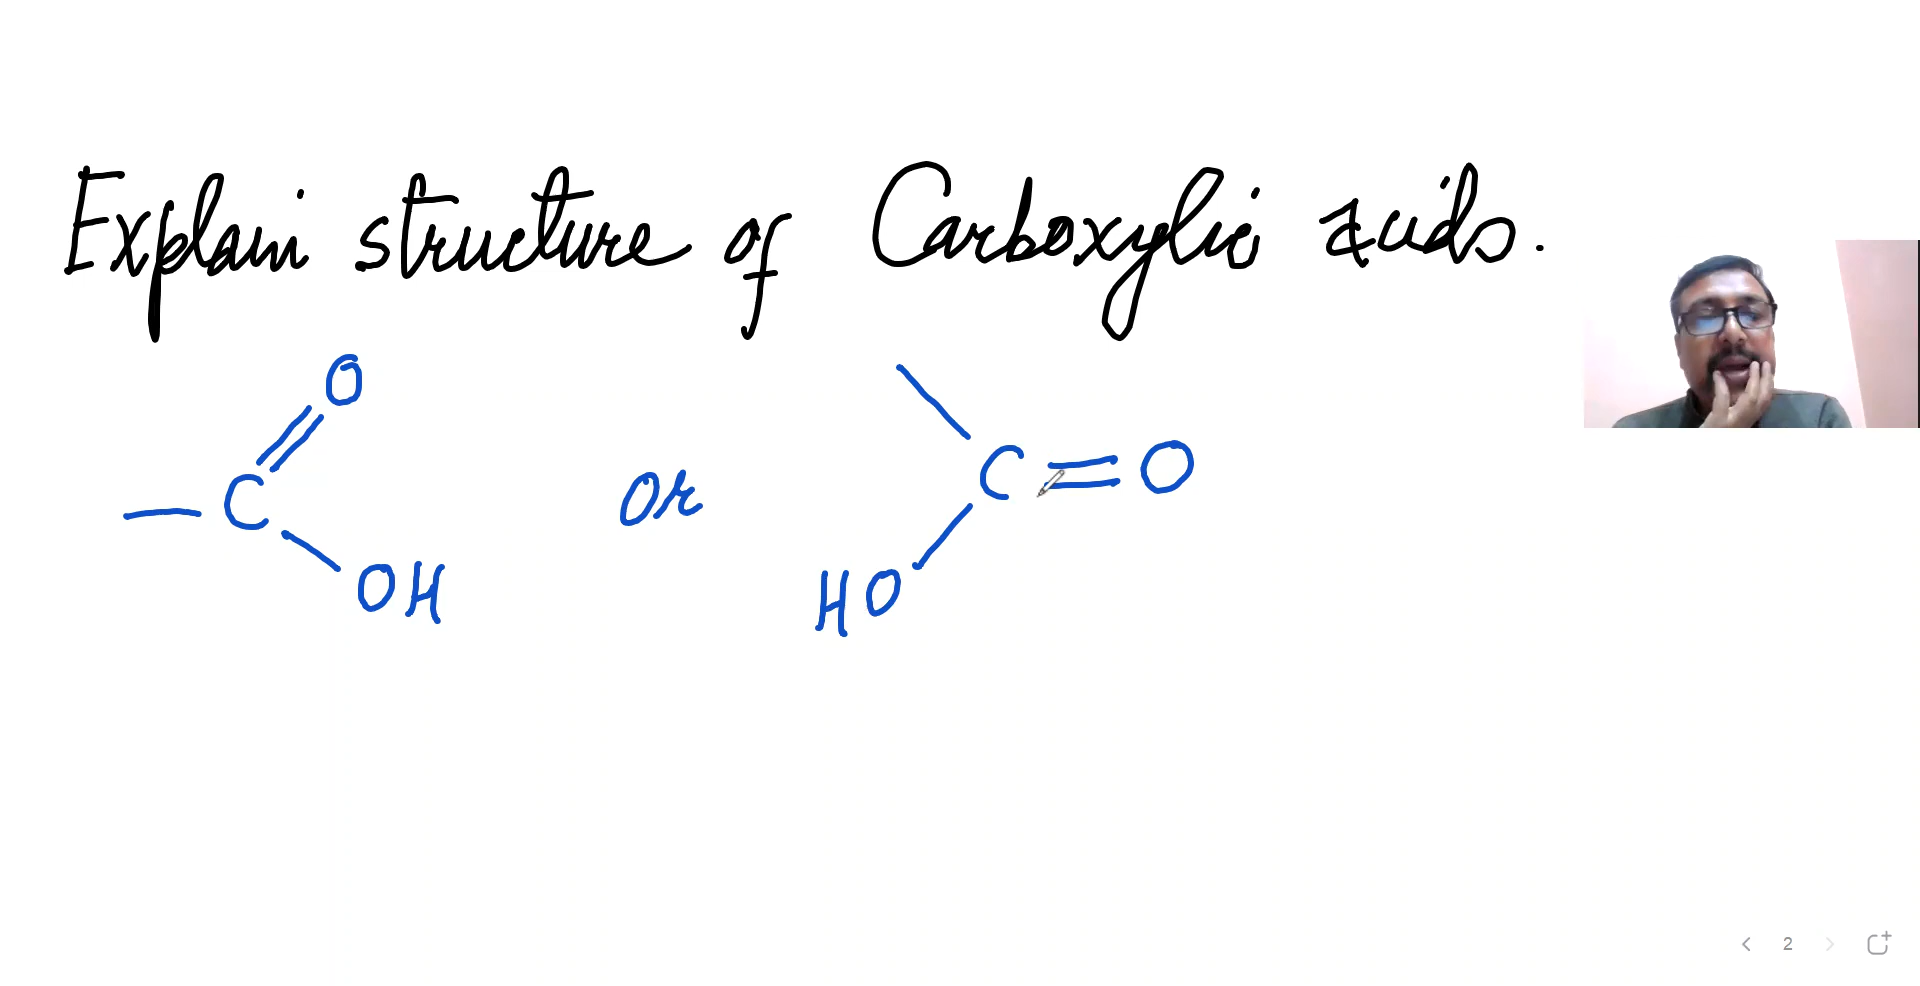 Explain structure of Carboxylic acids.
O
C
OH
or
C = O
HO
2